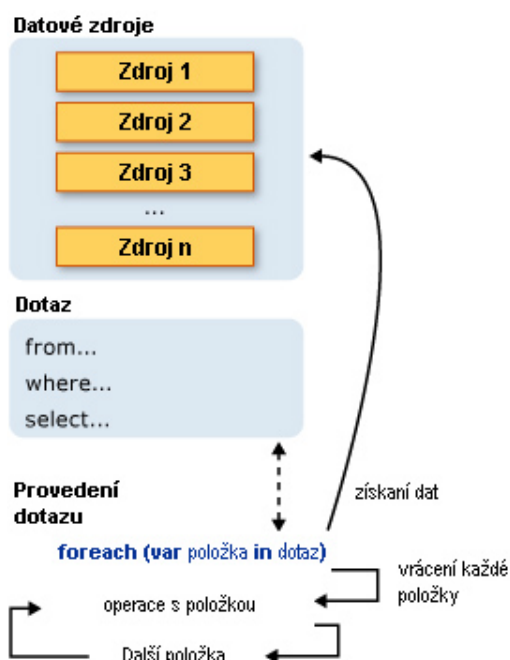 Datové zdroje
Zdroj 1
Zdroj 2
Zdroj 3
...
Zdroj n
Dotaz
from...
where...
select...
Provedení
dotazu
získaní dat
foreach (var položka in dotaz)
vrácení každé
položky
operace s položkou
Další položka